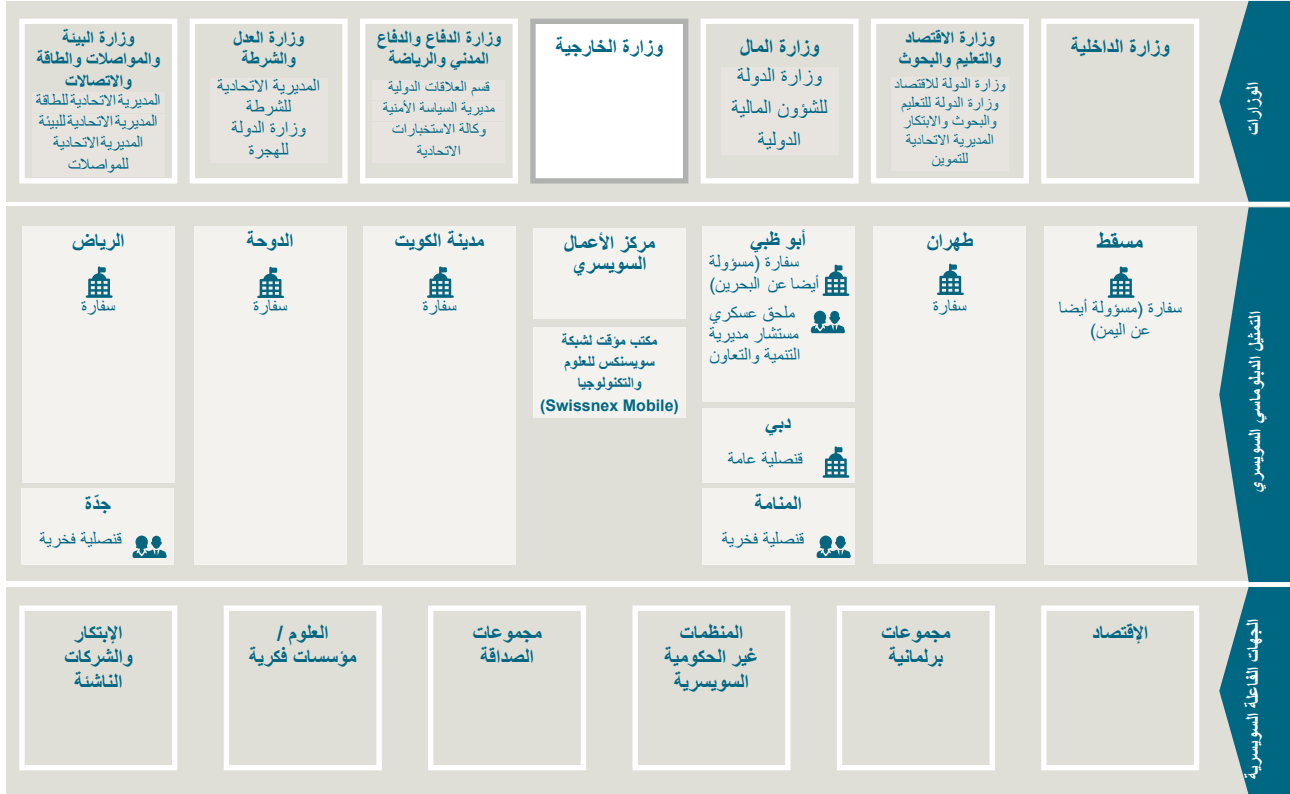 الوزارات
وزارة الداخلية
وزارة الاقتصاد
والتعليم والبحوث
وزارة الدولة للاقتصاد
وزارة الدولة للتعليم
والبحوث والابتكار
المديرية الاتحادية
للتموين
وزارة المال
وزارة الدولة
للشؤون المالية
الدولية
وزارة الخارجية
وزارة الدفاع والدفاع
المدني والرياضة
قسم العلاقات الدولية
مديرية السياسة الأمنية
وكالة الاستخبارات
الاتحادية
وزارة العدل
والشرطة
المديرية الاتحادية
للشرطة
وزارة الدولة
للهجرة
وزارة البيئة
والمواصلات والطاقة
والاتصالات
المديرية الاتحادية للطاقة
المديرية الاتحادية للبيئة
المديرية الاتحادية
للمواصلات
التمثيل الدبلوماسي السويسري
مسقط
سفارة (مسؤولة أيضا
عن اليمن)
طهران
سفارة
أبو ظبي
سفارة (مسؤولة
أيضا عن البحرين)
ملحق عسكري
مستشار مديرية
التنمية والتعاون
دبي
قنصلية عامة
المنامة
قنصلية فخرية
مركز الأعمال
السويسري
مكتب مؤقت لشبكة
سويسنكس للعلوم
والتكنولوجيا
(Swissnex Mobile)
مدينة الكويت
سفارة
الدوحة
سفارة
الرياض
سفارة
جدّة
قنصلية فخرية
الجهات الفاعلة السويسرية
الإقتصاد
مجموعات
برلمانية
المنظمات
غير الحكومية
السويسرية
مجموعات
الصداقة
العلوم /
مؤسسات فكرية
الإبتكار
والشركات
الناشئة